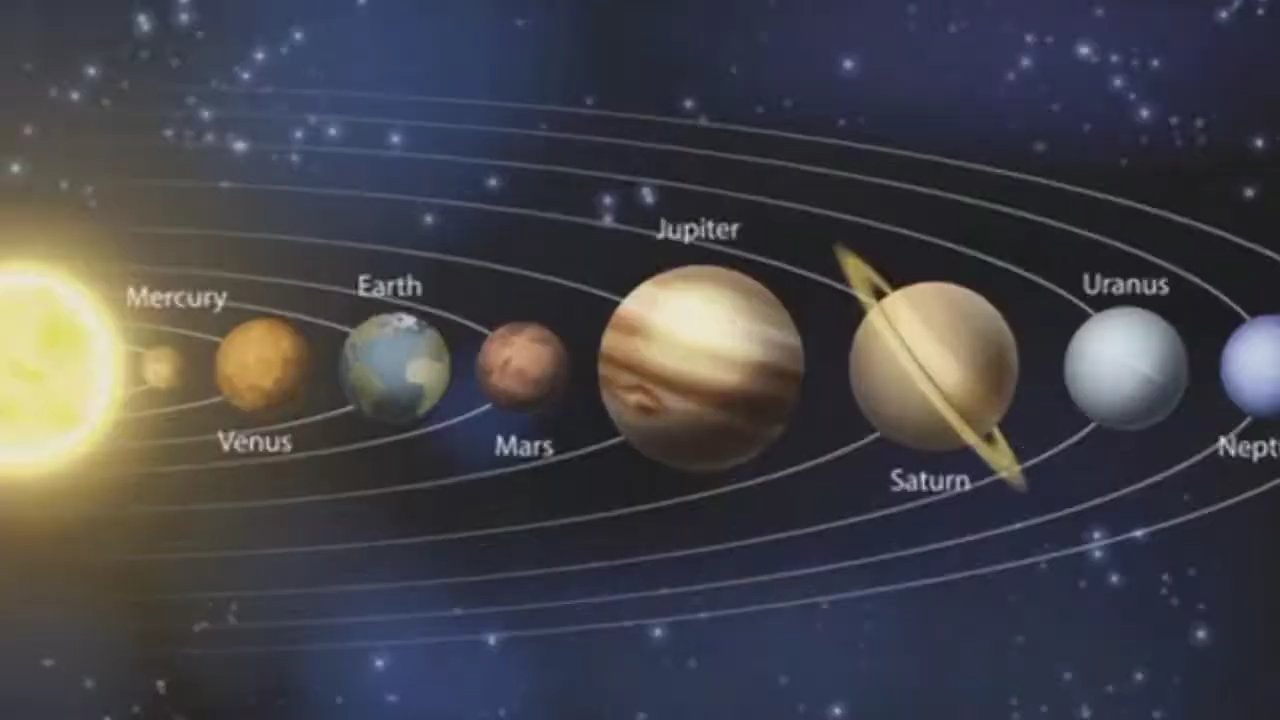 Mercury
Venus
Earth
Mars
Jupiter
Saturn
Uranus
Nept